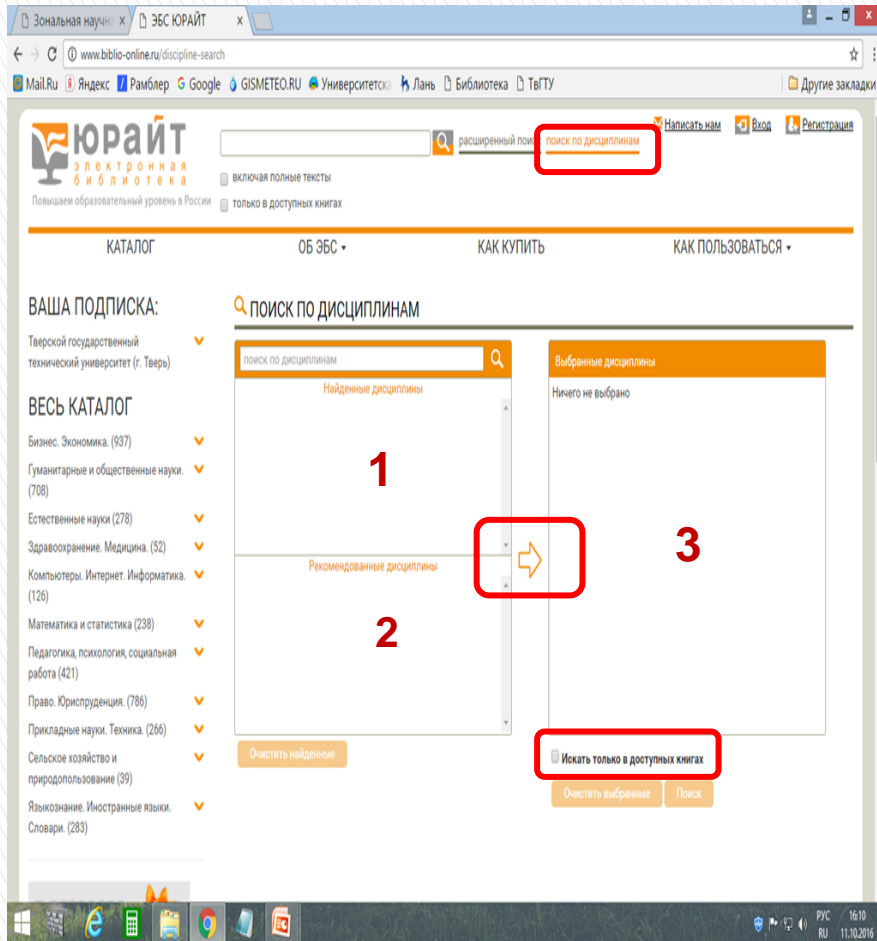 Зональная научн
ЭБС ЮРАЙТ
www.biblio-online.ru/discipline-search
Mail.Ru Яндекс Рамблер Google GISMETEO.RU Университетска Лань Библиотека ТвГТУ Другие закладки
юрайт
электронная
библиотека
Повышаем образовательный уровень в России
расширенный поиск поиск по дисциплинам
Написать нам Вход Регистрация
включая полные тексты
только в доступных книгах
КАТАЛОГ ОБ ЭБС КАК КУПИТЬ КАК ПОЛЬЗОВАТЬСЯ
ВАША ПОДПИСКА:
Тверской государственный
технический университет (г. Тверь)
ВЕСЬ КАТАЛОГ
Бизнес. Экономика. (937)
Гуманитарные и общественные науки.
(708)
Естественные науки (278)
Здравоохранение. Медицина. (52)
Компьютеры. Интернет. Информатика.
(126)
Математика и статистика (238)
Педагогика, психология, социальная
работа (421)
Право. Юриспруденция. (786)
Прикладные науки. Техника. (266)
Сельское хозяйство и
природопользование (39)
Языкознание. Иностранные языки.
Словари. (283)
ПОИСК ПО ДИСЦИПЛИНАМ
поиск по дисциплинам
Найденные дисциплины
1
Рекомендованные дисциплины
2
Очистить найденные
Выбранные дисциплины
Ничего не выбрано
3
Искать только в доступных книгах
Очистить выбранные Поиск
РУС 16:10
RU 11.10.2016